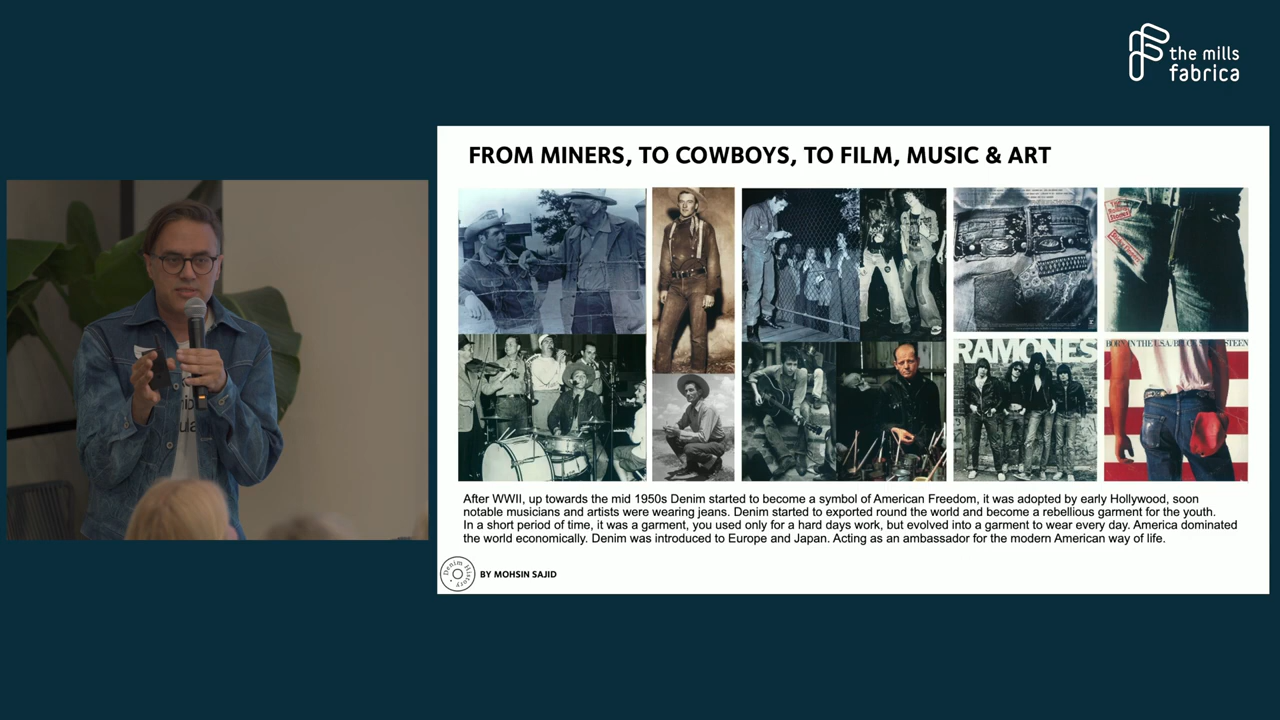 the mills
fabrica
FROM MINERS, TO COWBOYS, TO FILM, MUSIC & ART
RAMONES
BORN IN THE U.S.A.
After WWII, up towards the mid 1950s Denim started to become a symbol of American Freedom, it was adopted by early Hollywood, soon
notable musicians and artists were wearing jeans. Denim started to exported round the world and become a rebellious garment for the youth.
In a short period of time, it was a garment, you used only for a hard days work, but evolved into a garment to wear every day. America dominated
the world economically. Denim was introduced to Europe and Japan. Acting as an ambassador for the modern American way of life.
Denim History
BY MOHSIN SAJID